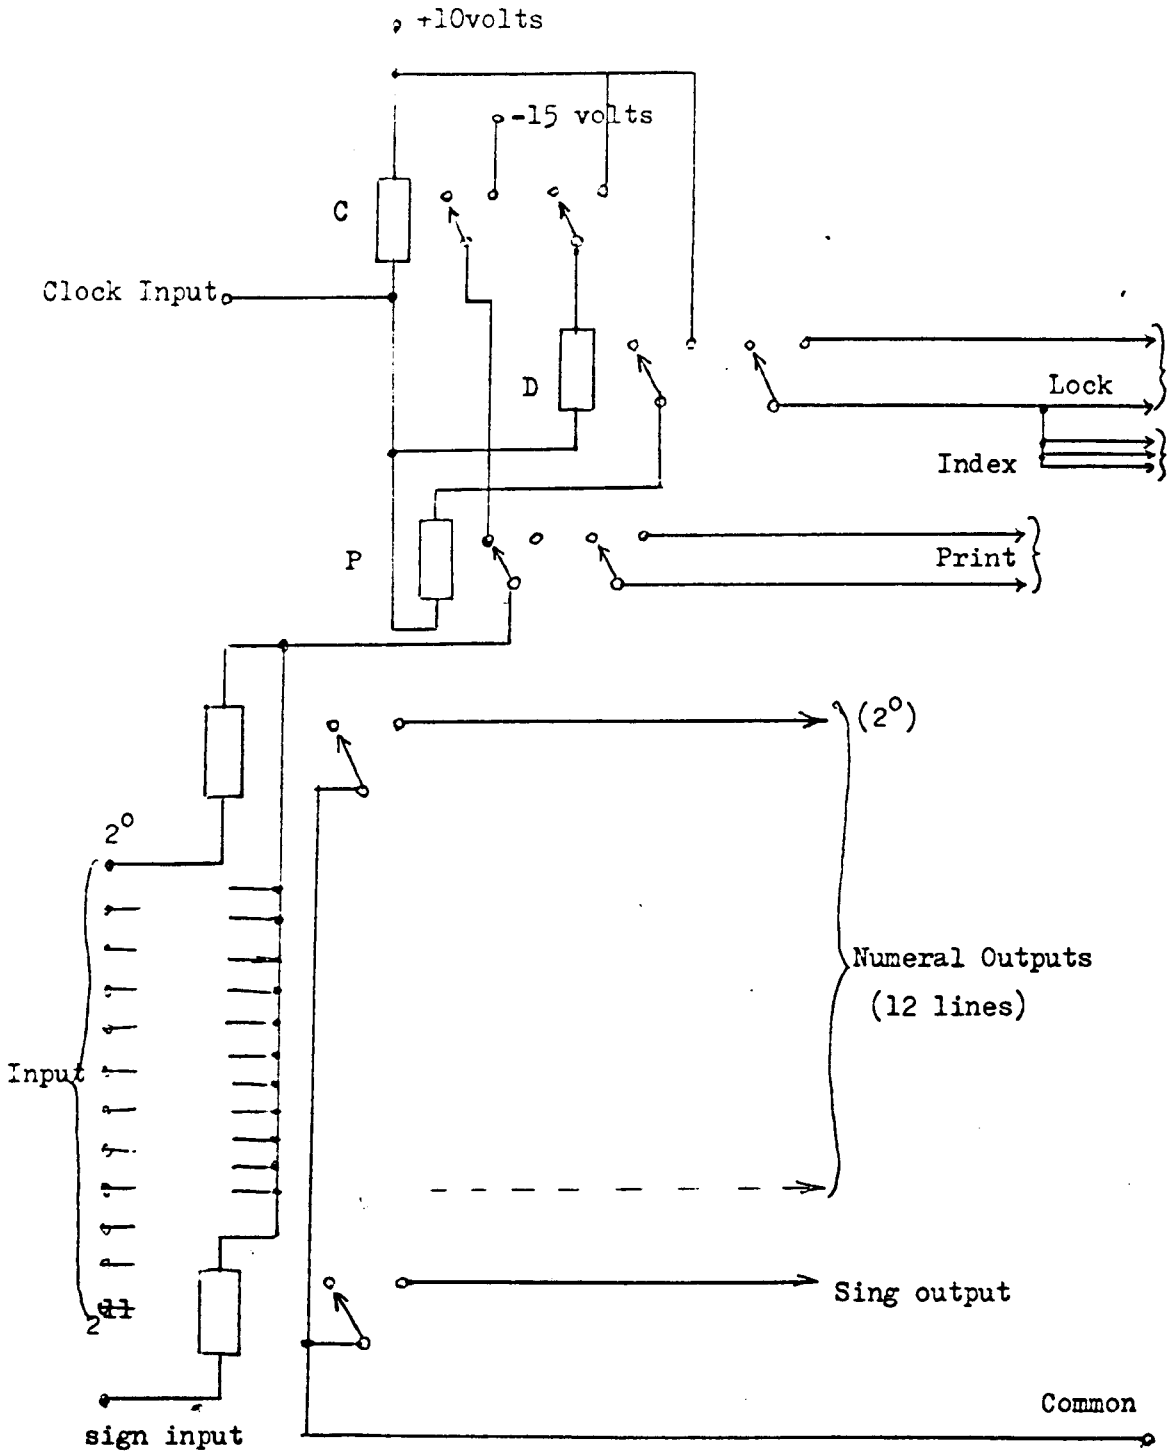 +10volts
-15 volts
C
Clock Input
D
Lock
Index
P
Print
(2⁰)
2⁰
Numeral Outputs
(12 lines)
Input
2¹¹
Sing output
Common
sign input